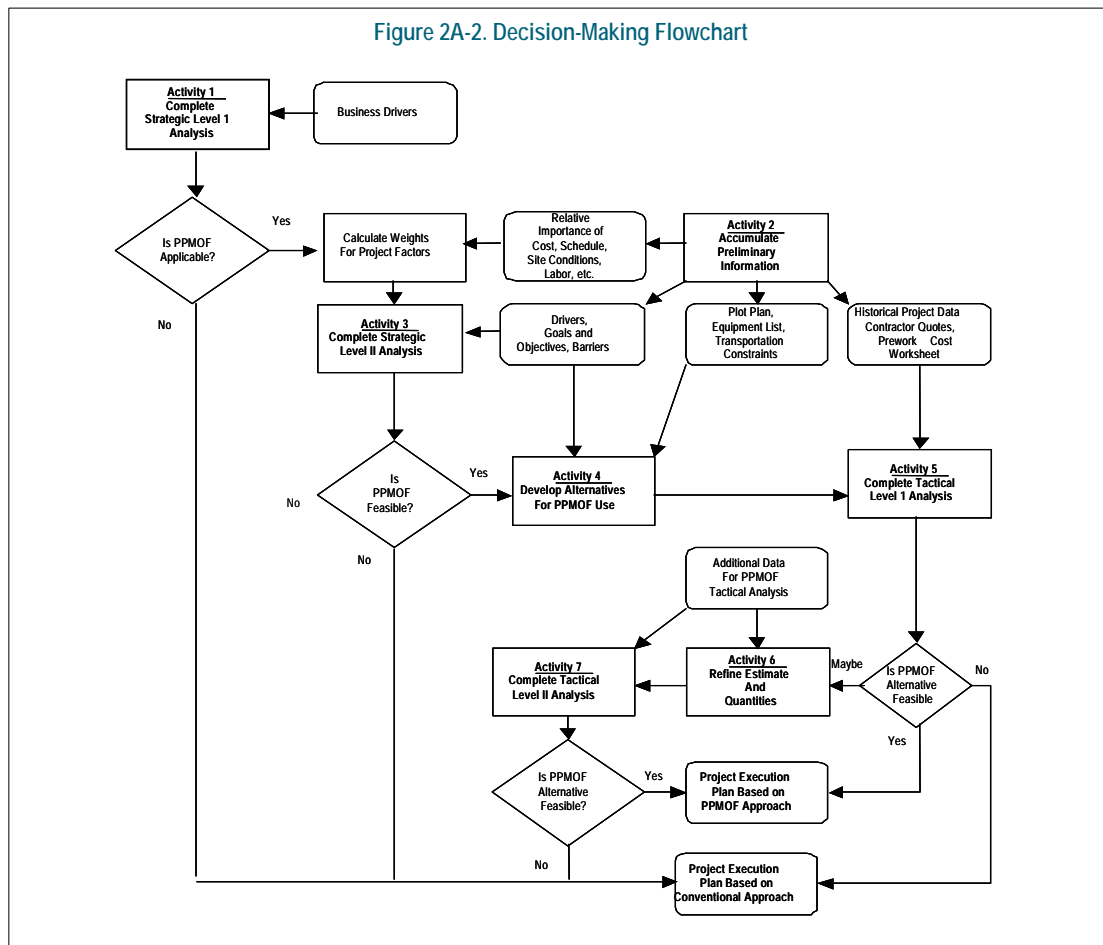 Figure 2A-2. Decision-Making Flowchart
Activity 1
Complete
Strategic Level 1
Analysis
Business Drivers
Is PPMOF
Applicable?
Yes
No
Calculate Weights
For Project Factors
Relative
Importance of
Cost, Schedule,
Site Conditions,
Labor, etc.
Activity 2
Accumulate
Preliminary
Information
Activity 3
Complete Strategic
Level II Analysis
Drivers,
Goals and
Objectives, Barriers
Plot Plan,
Equipment List,
Transportation
Constraints
Historical Project Data
Contractor Quotes,
Prework Cost
Worksheet
Is
PPMOF
Feasible?
Yes
No
No
Activity 4
Develop Alternatives
For PPMOF Use
Activity 5
Complete Tactical
Level 1 Analysis
Additional Data
For PPMOF
Tactical Analysis
Activity 7
Complete Tactical
Level II Analysis
Activity 6
Refine Estimate
And
Quantities
Maybe
Is PPMOF
Alternative
Feasible
No
Yes
Is PPMOF
Alternative
Feasible?
Yes
No
Project Execution
Plan Based on
PPMOF Approach
Project Execution
Plan Based on
Conventional Approach